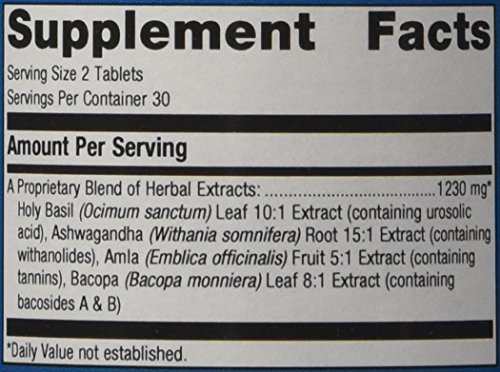 Supplement Facts
Serving Size 2 Tablets
Servings Per Container 30
Amount Per Serving
A Proprietary Blend of Herbal Extracts: ........................................1230 mg*
Holy Basil (Ocimum sanctum) Leaf 10:1 Extract (containing urosolic
acid), Ashwagandha (Withania somnifera) Root 15:1 Extract (containing
withanolides), Amla (Emblica officinalis) Fruit 5:1 Extract (containing
tannins), Bacopa (Bacopa monniera) Leaf 8:1 Extract (containing
bacosides A & B)
*Daily Value not established.